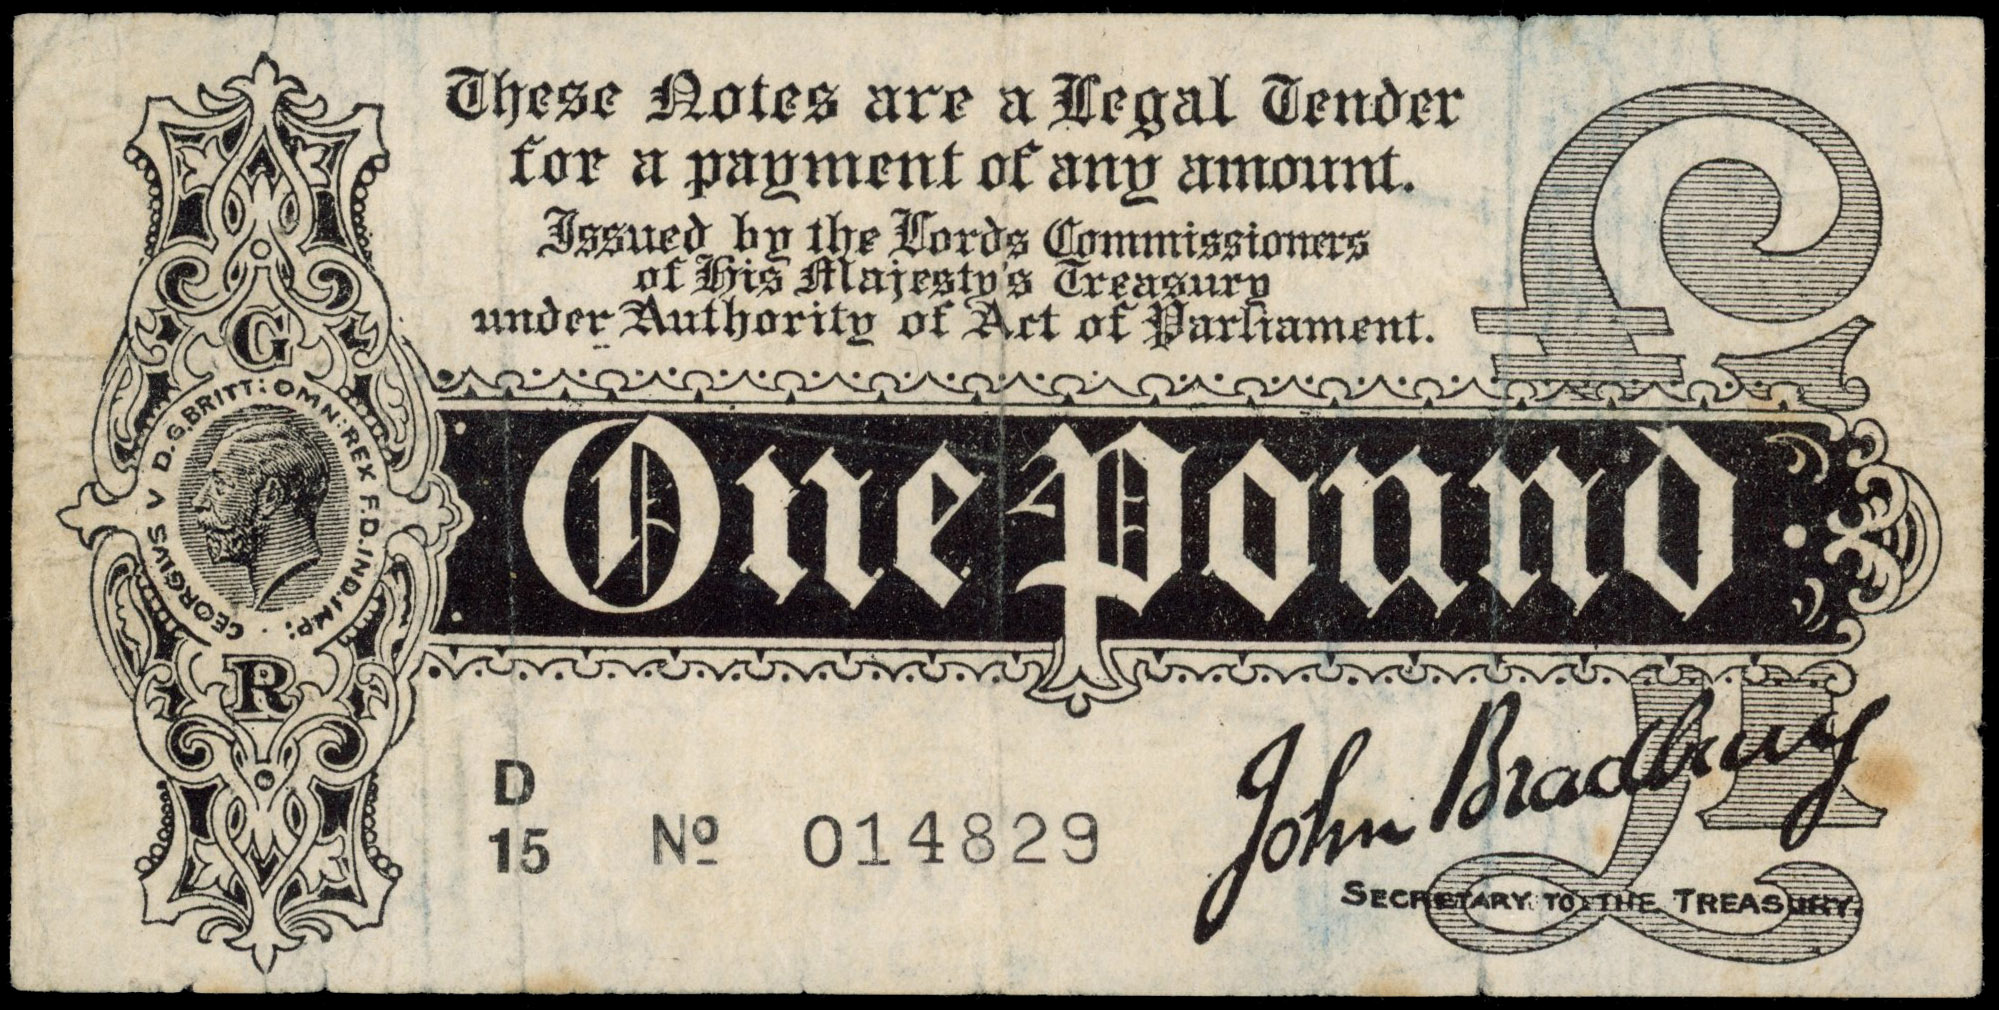 These Notes are a Legal Tender
for a payment of any amount.
Issued by the Lords Commissioners
of His Majesty's Treasury
under Authority of Act of Parliament.
£
G
GEORGIVS V D.G.BRITT: OMN: REX F.D. IND.IMP:
R
One Pound
D
15
Nº 014829
£1
John Bradbury
SECRETARY TO THE TREASURY.